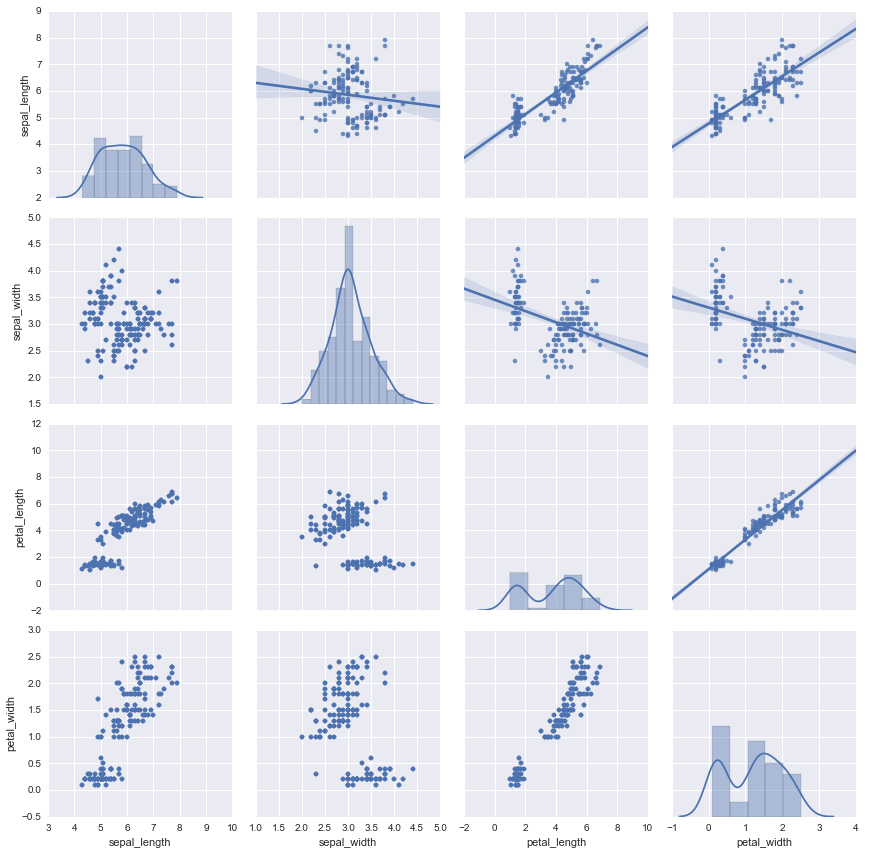 9
8
7
6
5
4
3
2
sepal_length
5.0
4.5
4.0
3.5
3.0
2.5
2.0
1.5
sepal_width
12
10
8
6
4
2
0
−2
petal_length
3.0
2.5
2.0
1.5
1.0
0.5
0.0
−0.5
petal_width
3 4 5 6 7 8 9 10
sepal_length
1.0 1.5 2.0 2.5 3.0 3.5 4.0 4.5 5.0
sepal_width
−2 0 2 4 6 8 10
petal_length
−1 0 1 2 3 4
petal_width